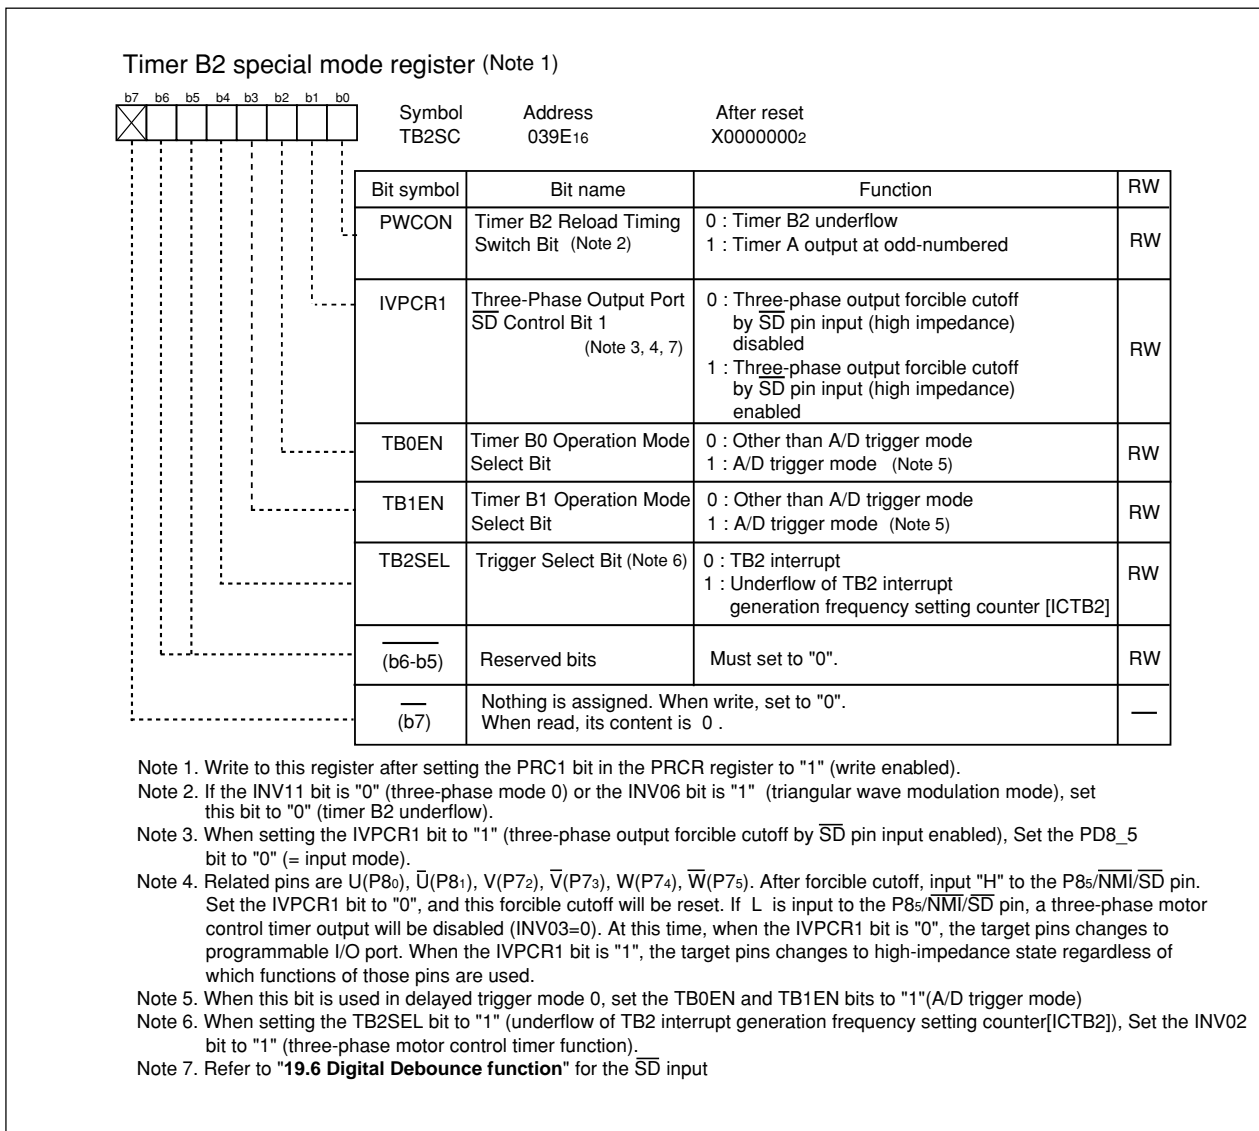 Timer B2 special mode register (Note 1)
b7 b6 b5 b4 b3 b2 b1 b0
Symbol Address After reset
TB2SC 039E16 X00000002
Bit symbol Bit name Function RW
PWCON Timer B2 Reload Timing Switch Bit (Note 2) 0 : Timer B2 underflow
1 : Timer A output at odd-numbered RW
IVPCR1 Three-Phase Output Port
S̅D̅ Control Bit 1
(Note 3, 4, 7)
0 : Three-phase output forcible cutoff
by S̅D̅ pin input (high impedance)
disabled
1 : Three-phase output forcible cutoff
by S̅D̅ pin input (high impedance)
enabled
RW
TB0EN Timer B0 Operation Mode
Select Bit
0 : Other than A/D trigger mode
1 : A/D trigger mode (Note 5)
RW
TB1EN Timer B1 Operation Mode
Select Bit
0 : Other than A/D trigger mode
1 : A/D trigger mode (Note 5)
RW
TB2SEL Trigger Select Bit (Note 6)
0 : TB2 interrupt
1 : Underflow of TB2 interrupt
generation frequency setting counter [ICTB2]
RW
(b6-b5) Reserved bits Must set to "0". RW
(b7)
Nothing is assigned. When write, set to "0".
When read, its content is 0 .
—
Note 1. Write to this register after setting the PRC1 bit in the PRCR register to "1" (write enabled).
Note 2. If the INV11 bit is "0" (three-phase mode 0) or the INV06 bit is "1" (triangular wave modulation mode), set
this bit to "0" (timer B2 underflow).
Note 3. When setting the IVPCR1 bit to "1" (three-phase output forcible cutoff by S̅D̅ pin input enabled), Set the PD8_5
bit to "0" (= input mode).
Note 4. Related pins are U(P80), U̅(P81), V(P72), V̅(P73), W(P74), W̅(P75). After forcible cutoff, input "H" to the P85/N̅M̅I̅/S̅D̅ pin.
Set the IVPCR1 bit to "0", and this forcible cutoff will be reset. If L is input to the P85/N̅M̅I̅/S̅D̅ pin, a three-phase motor
control timer output will be disabled (INV03=0). At this time, when the IVPCR1 bit is "0", the target pins changes to
programmable I/O port. When the IVPCR1 bit is "1", the target pins changes to high-impedance state regardless of
which functions of those pins are used.
Note 5. When this bit is used in delayed trigger mode 0, set the TB0EN and TB1EN bits to "1"(A/D trigger mode)
Note 6. When setting the TB2SEL bit to "1" (underflow of TB2 interrupt generation frequency setting counter[ICTB2]), Set the INV02
bit to "1" (three-phase motor control timer function).
Note 7. Refer to "19.6 Digital Debounce function" for the S̅D̅ input